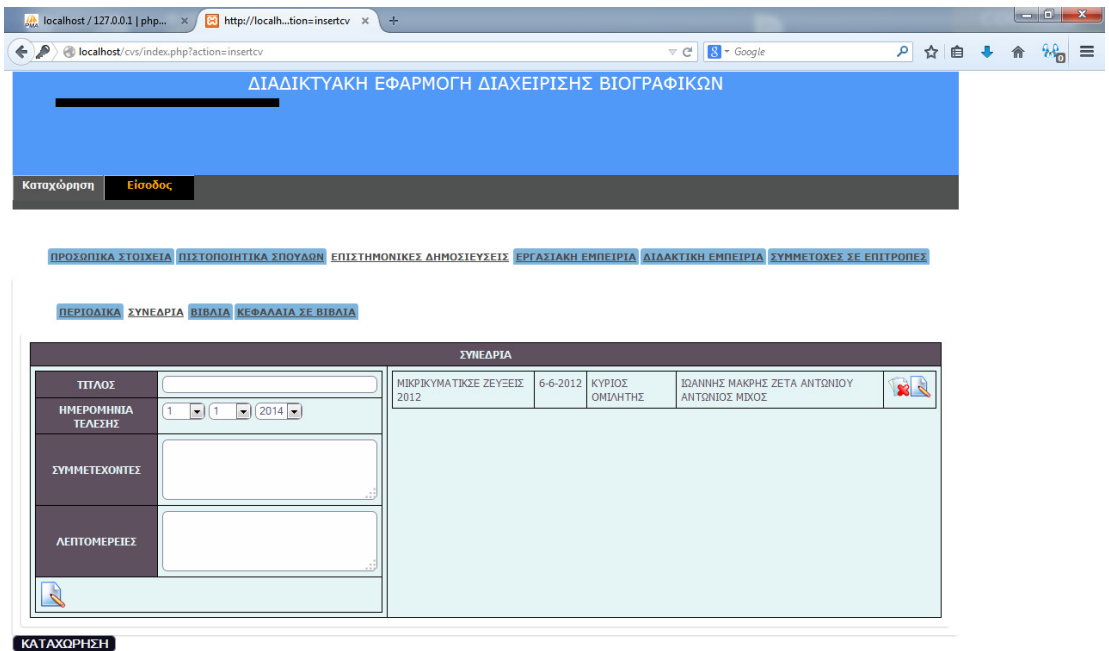 localhost / 127.0.0.1 | php...
http://localh...tion=insertcv
localhost/cvs/index.php?action=insertcv
Google
ΔΙΑΔΙΚΤΥΑΚΗ ΕΦΑΡΜΟΓΗ ΔΙΑΧΕΙΡΙΣΗΣ ΒΙΟΓΡΑΦΙΚΩΝ
Καταχώρηση Είσοδος
ΠΡΟΣΩΠΙΚΑ ΣΤΟΙΧΕΙΑ ΠΙΣΤΟΠΟΙΗΤΙΚΑ ΣΠΟΥΔΩΝ ΕΠΙΣΤΗΜΟΝΙΚΕΣ ΔΗΜΟΣΙΕΥΣΕΙΣ ΕΡΓΑΣΙΑΚΗ ΕΜΠΕΙΡΙΑ ΔΙΔΑΚΤΙΚΗ ΕΜΠΕΙΡΙΑ ΣΥΜΜΕΤΟΧΕΣ ΣΕ ΕΠΙΤΡΟΠΕΣ
ΠΕΡΙΟΔΙΚΑ ΣΥΝΕΔΡΙΑ ΒΙΒΛΙΑ ΚΕΦΑΛΑΙΑ ΣΕ ΒΙΒΛΙΑ
ΣΥΝΕΔΡΙΑ
ΤΙΤΛΟΣ
ΗΜΕΡΟΜΗΝΙΑ
ΤΕΛΕΣΗΣ
1 1 2014
ΣΥΜΜΕΤΕΧΟΝΤΕΣ
ΛΕΠΤΟΜΕΡΕΙΕΣ
ΜΙΚΡΙΚΥΜΑΤΙΚΣΕ ΖΕΥΞΕΙΣ
2012
6-6-2012
ΚΥΡΙΟΣ
ΟΜΙΛΗΤΗΣ
ΙΩΑΝΝΗΣ ΜΑΚΡΗΣ ΖΕΤΑ ΑΝΤΩΝΙΟΥ
ΑΝΤΩΝΙΟΣ ΜΙΧΟΣ
ΚΑΤΑΧΩΡΗΣΗ